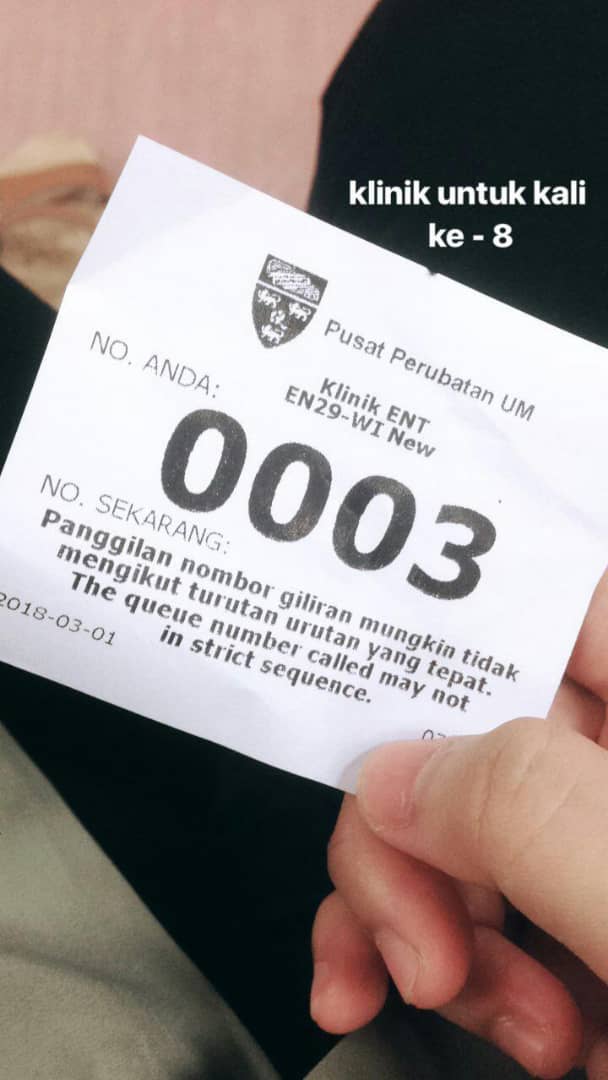 klinik untuk kali
ke - 8
Pusat Perubatan UM
NO. ANDA:
Klinik ENT
EN29-WI New
0003
NO. SEKARANG:
Panggilan nombor giliran mungkin tidak
mengikut turutan urutan yang tepat.
The queue number called may not
in strict sequence.
2018-03-01